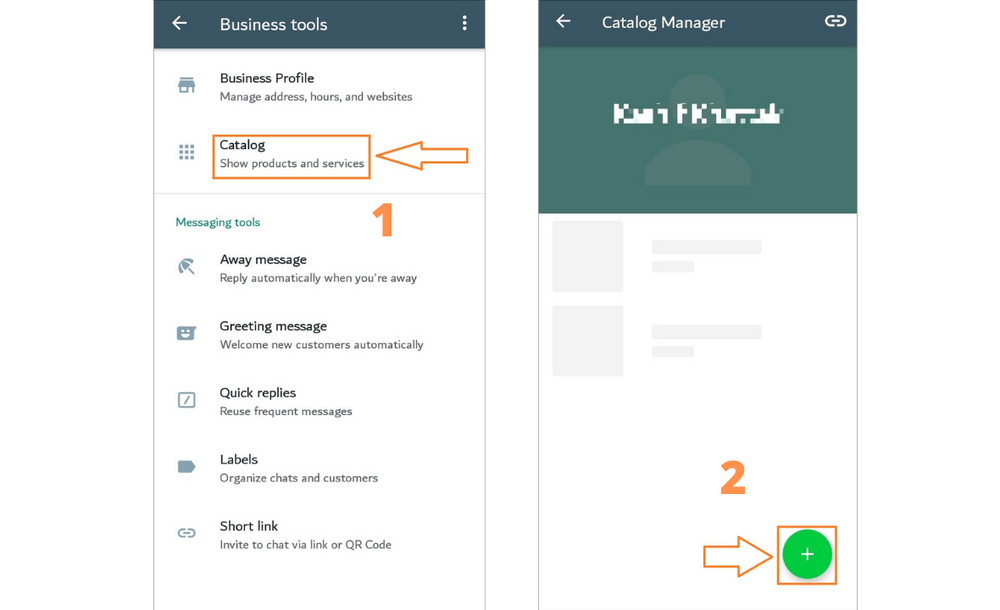 Business tools
Business Profile
Manage address, hours, and websites
Catalog
Show products and services
1
Messaging tools
Away message
Reply automatically when you're away
Greeting message
Welcome new customers automatically
Quick replies
Reuse frequent messages
Labels
Organize chats and customers
Short link
Invite to chat via link or QR Code
Catalog Manager
2